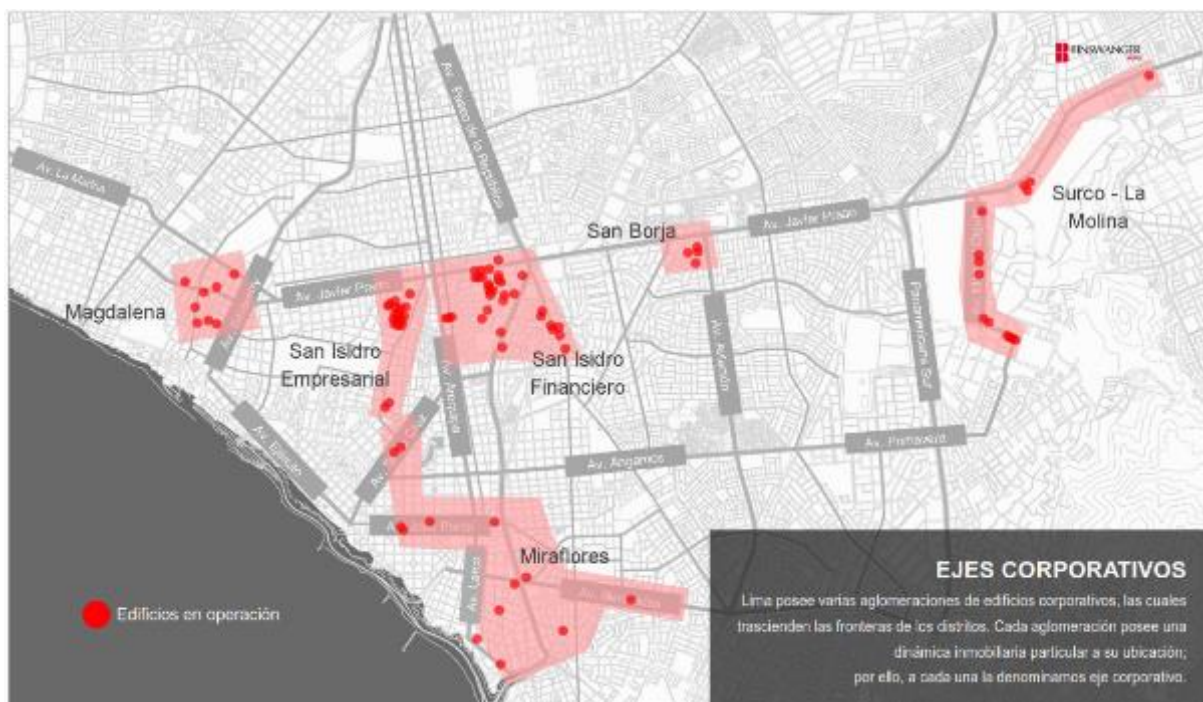 BINSWANGER
Av. La Marina
Av. Paseo de la República
Surco - La
Molina
San Borja
Av. Javier Prado
Av. Javier Prado
Magdalena
San Isidro
Empresarial
San Isidro
Financiero
Av. Arequipa
Av. Aviación
Panamericana Sur
Av. Primavera
Av. Angamos
Miraflores
Av. Larco
Edificios en operación
EJES CORPORATIVOS
Lima posee varias aglomeraciones de edificios corporativos, las cuales
trascienden las fronteras de los distritos. Cada aglomeración posee una
dinámica inmobiliaria particular a su ubicación;
por ello, a cada una la denominamos eje corporativo.